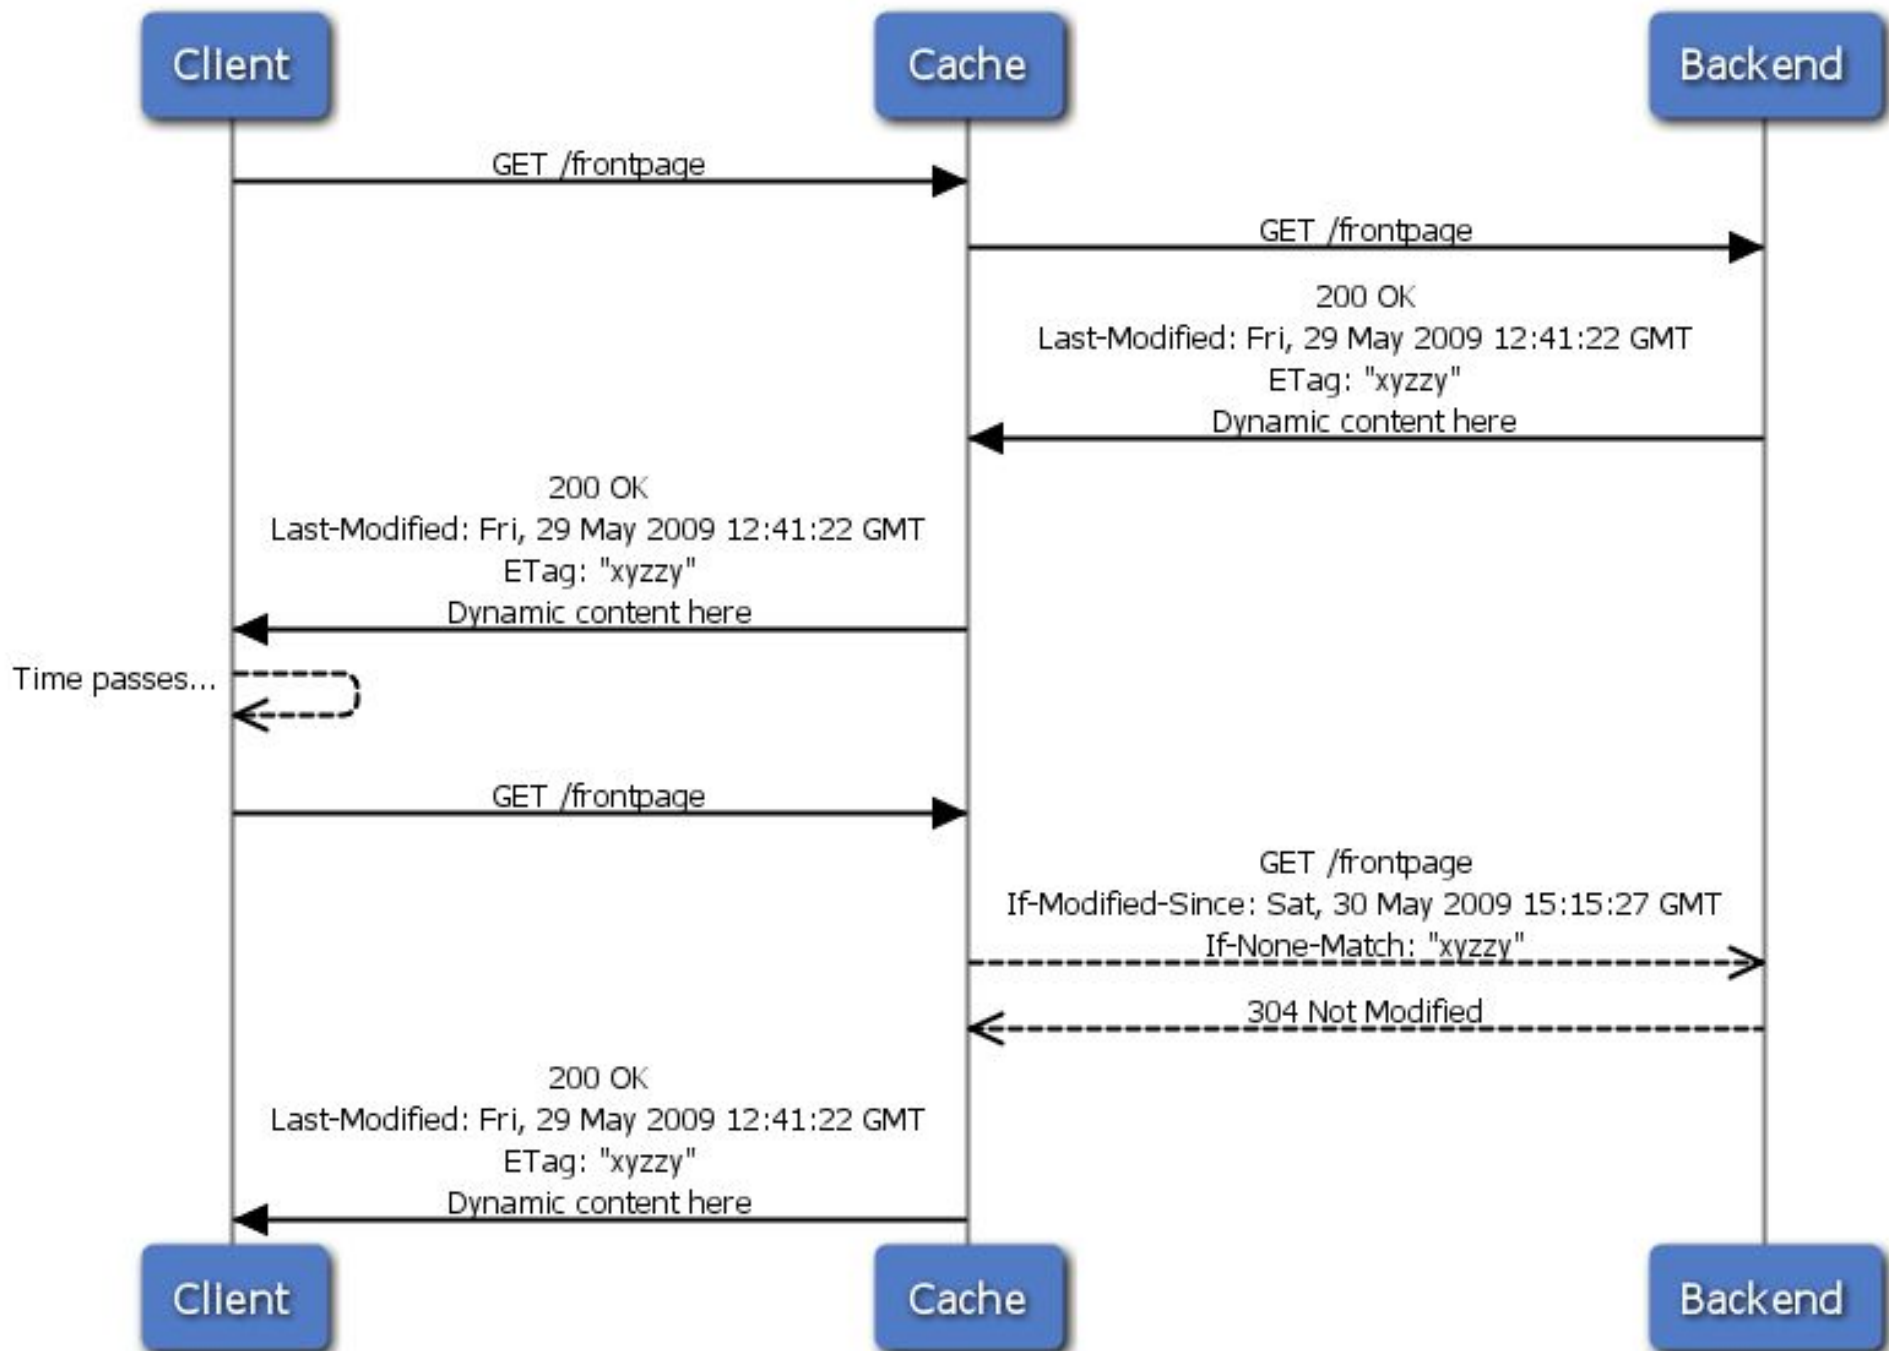 Client
Cache
Backend
GET /frontpage
GET /frontpage
200 OK
Last-Modified: Fri, 29 May 2009 12:41:22 GMT
ETag: "xyzzy"
Dynamic content here
200 OK
Last-Modified: Fri, 29 May 2009 12:41:22 GMT
ETag: "xyzzy"
Dynamic content here
Time passes...
GET /frontpage
GET /frontpage
If-Modified-Since: Sat, 30 May 2009 15:15:27 GMT
If-None-Match: "xyzzy"
304 Not Modified
200 OK
Last-Modified: Fri, 29 May 2009 12:41:22 GMT
ETag: "xyzzy"
Dynamic content here
Client
Cache
Backend